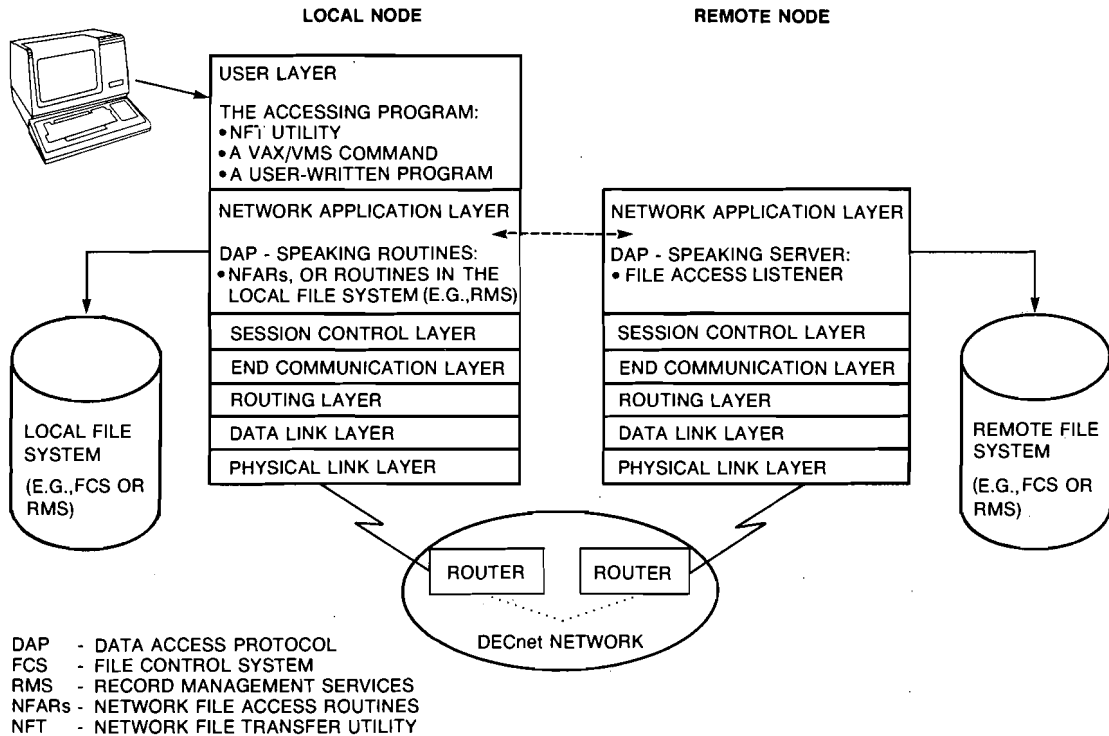 LOCAL NODE
REMOTE NODE
USER LAYER
THE ACCESSING PROGRAM:
•NFT UTILITY
•A VAX/VMS COMMAND
•A USER-WRITTEN PROGRAM
NETWORK APPLICATION LAYER
DAP - SPEAKING ROUTINES:
•NFARs, OR ROUTINES IN THE
LOCAL FILE SYSTEM (E.G.,RMS)
SESSION CONTROL LAYER
END COMMUNICATION LAYER
ROUTING LAYER
DATA LINK LAYER
PHYSICAL LINK LAYER
NETWORK APPLICATION LAYER
DAP - SPEAKING SERVER:
• FILE ACCESS LISTENER
SESSION CONTROL LAYER
END COMMUNICATION LAYER
ROUTING LAYER
DATA LINK LAYER
PHYSICAL LINK LAYER
LOCAL FILE
SYSTEM
(E.G.,FCS OR
RMS)
REMOTE FILE
SYSTEM
(E.G.,FCS OR
RMS)
ROUTER
ROUTER
DECnet NETWORK
DAP - DATA ACCESS PROTOCOL
FCS - FILE CONTROL SYSTEM
RMS - RECORD MANAGEMENT SERVICES
NFARs - NETWORK FILE ACCESS ROUTINES
NFT - NETWORK FILE TRANSFER UTILITY